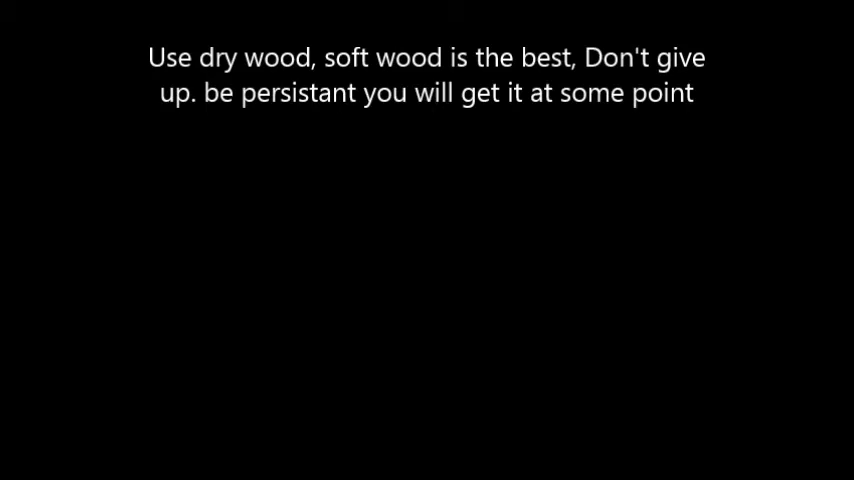 Use dry wood, soft wood is the best, Don't give
up. be persistant you will get it at some point